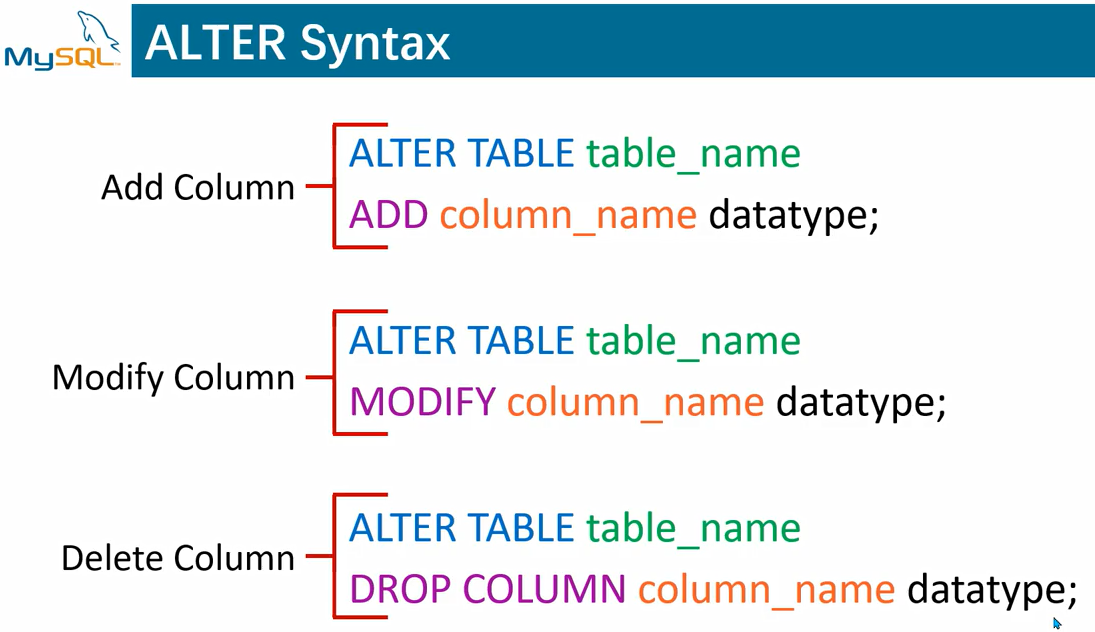 MySQL™
ALTER Syntax
Add Column
ALTER TABLE table_name
ADD column_name datatype;
Modify Column
ALTER TABLE table_name
MODIFY column_name datatype;
Delete Column
ALTER TABLE table_name
DROP COLUMN column_name datatype;